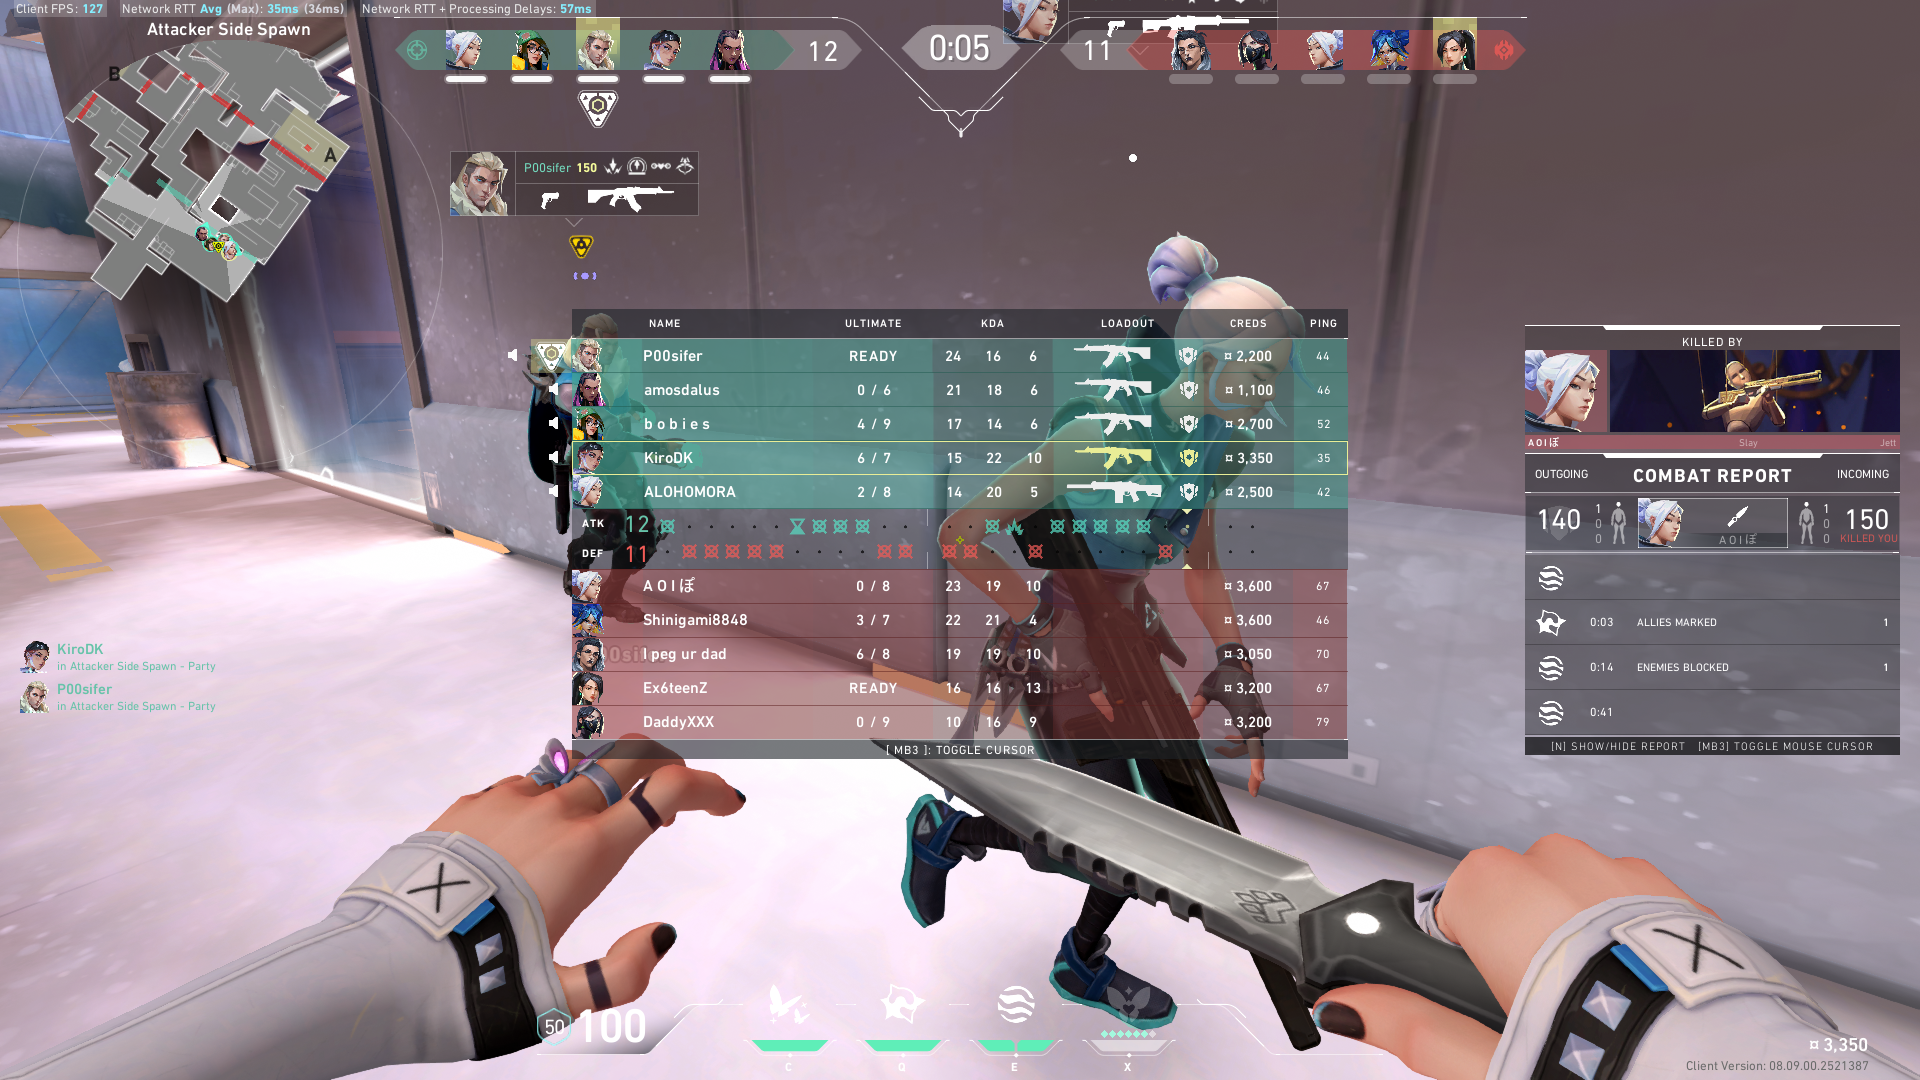 Client FPS: 127 Network RTT Avg (Max): 35ms (36ms) Network RTT + Processing Delays: 57ms
Attacker Side Spawn
B
A
12
0:05
11
P00sifer 150
NAME ULTIMATE KDA LOADOUT CREDS PING
P00sifer READY 24 16 6 ¤ 2,200 44
amosdalus 0 / 6 21 18 6 ¤ 1,100 46
b o b i e s 4 / 9 17 14 6 ¤ 2,700 52
KiroDK 6 / 7 15 22 10 ¤ 3,350 35
ALOHOMORA 2 / 8 14 20 5 ¤ 2,500 42
ATK 12
DEF 11
A O I ぽ 0 / 8 23 19 10 ¤ 3,600 67
Shinigami8848 3 / 7 22 21 4 ¤ 3,600 46
I peg ur dad 6 / 8 19 19 10 ¤ 3,050 70
Ex6teenZ READY 16 16 13 ¤ 3,200 67
DaddyXXX 0 / 9 10 16 9 ¤ 3,200 79
[ MB3 ]: TOGGLE CURSOR
KILLED BY
A O I ぽ Slay Jett
OUTGOING COMBAT REPORT INCOMING
140 1 0 0 A O I ぽ 1 0 0 150
KILLED YOU
0:03 ALLIES MARKED 1
0:14 ENEMIES BLOCKED 1
0:41
[N] SHOW/HIDE REPORT [MB3] TOGGLE MOUSE CURSOR
KiroDK
in Attacker Side Spawn - Party
P00sifer
in Attacker Side Spawn - Party
50 100
C Q E X
¤ 3,350
Client Version: 08.09.00.2521387